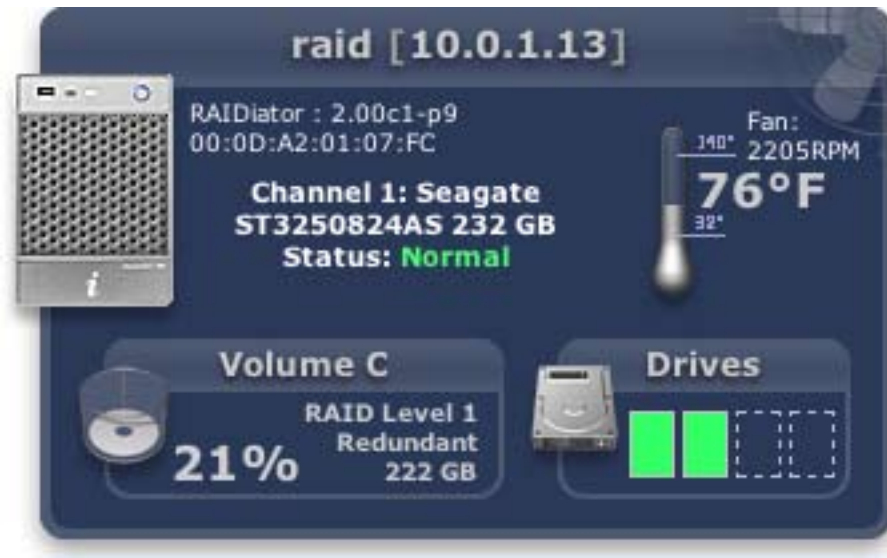 raid [10.0.1.13]
RAIDiator : 2.00c1-p9
00:0D:A2:01:07:FC
Channel 1: Seagate
ST3250824AS 232 GB
Status: Normal
Fan:
2205RPM
140°
76°F
32°
i
Volume C
RAID Level 1
Redundant
21%
222 GB
Drives